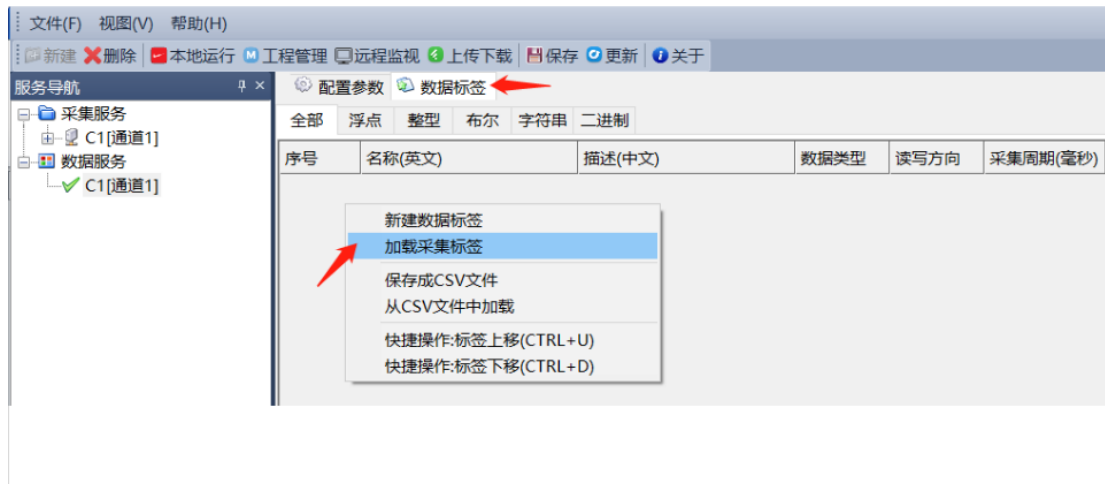 文件(F) 视图(V) 帮助(H)
新建 删除 本地运行 M 工程管理 远程监视 上传下载 保存 更新 关于
服务导航
配置参数 数据标签
采集服务
全部 浮点 整型 布尔 字符串 二进制
C1[通道1]
序号 名称(英文) 描述(中文) 数据类型 读写方向 采集周期(毫秒)
数据服务
C1[通道1]
新建数据标签
加载采集标签
保存成CSV文件
从CSV文件中加载
快捷操作:标签上移(CTRL+U)
快捷操作:标签下移(CTRL+D)